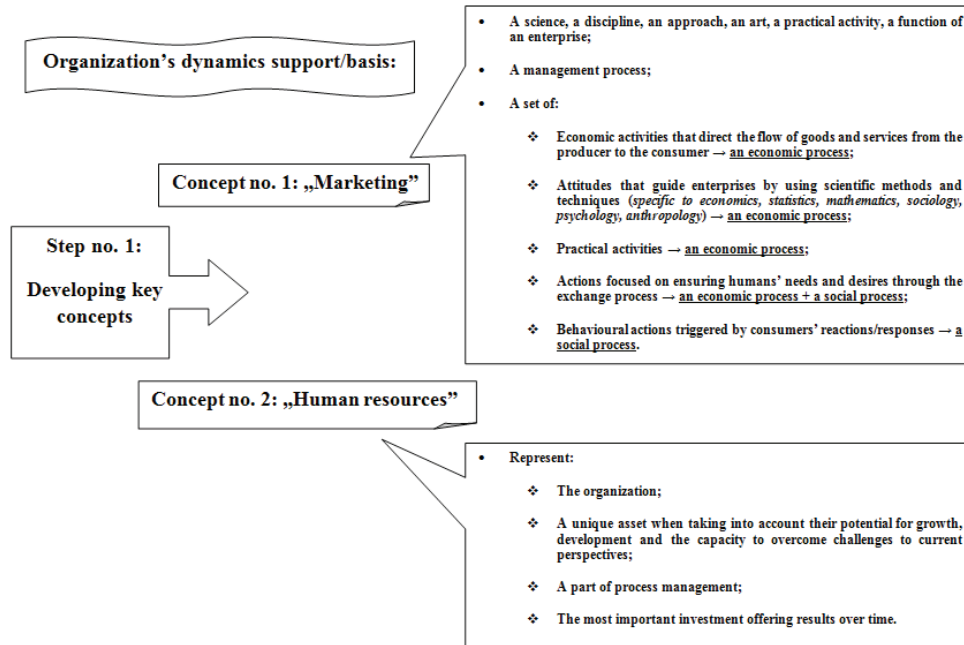 Organization's dynamics support/basis:
• A science, a discipline, an approach, an art, a practical activity, a function of
an enterprise;
• A management process;
• A set of:
❖ Economic activities that direct the flow of goods and services from the
producer to the consumer → an economic process;
❖ Attitudes that guide enterprises by using scientific methods and
techniques (specific to economics, statistics, mathematics, sociology,
psychology, anthropology) → an economic process;
❖ Practical activities → an economic process;
❖ Actions focused on ensuring humans' needs and desires through the
exchange process → an economic process + a social process;
❖ Behavioural actions triggered by consumers' reactions/responses → a
social process.
Concept no. 1: „Marketing”
Step no. 1:
Developing key
concepts
Concept no. 2: „Human resources”
• Represent:
❖ The organization;
❖ A unique asset when taking into account their potential for growth,
development and the capacity to overcome challenges to current
perspectives;
❖ A part of process management;
❖ The most important investment offering results over time.